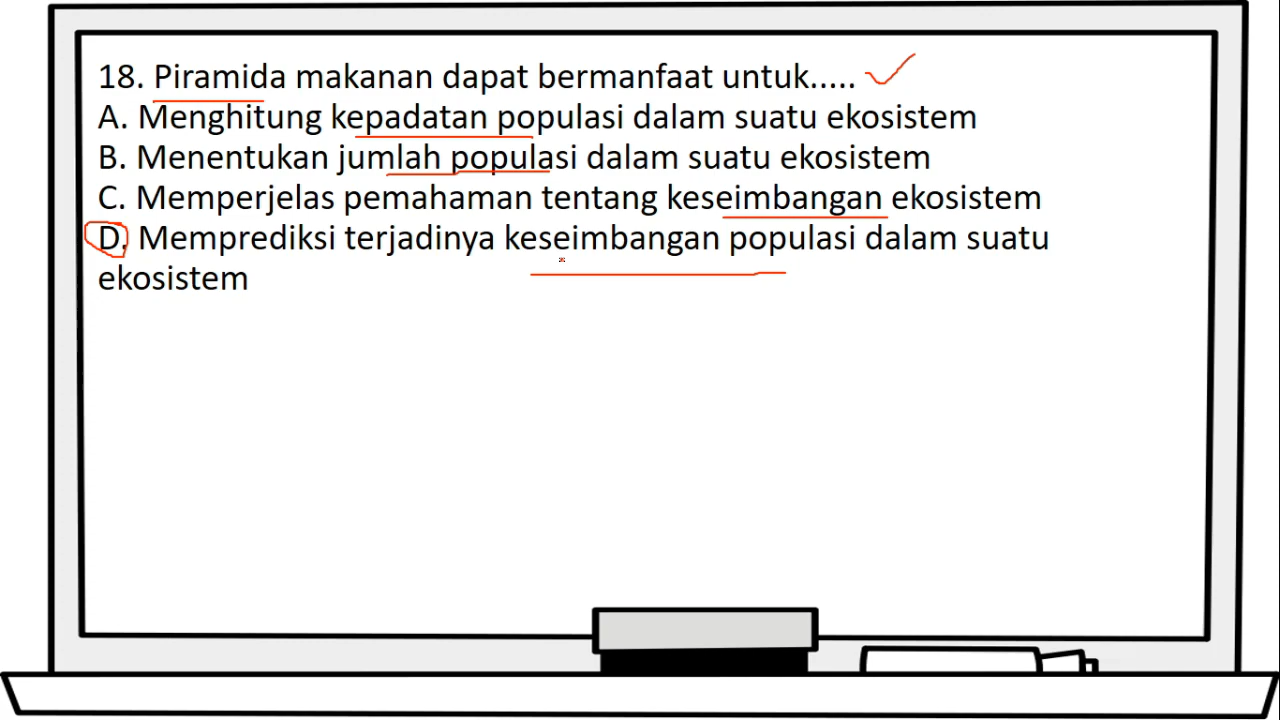 18. Piramida makanan dapat bermanfaat untuk.....
A. Menghitung kepadatan populasi dalam suatu ekosistem
B. Menentukan jumlah populasi dalam suatu ekosistem
C. Memperjelas pemahaman tentang keseimbangan ekosistem
D. Memprediksi terjadinya keseimbangan populasi dalam suatu
ekosistem